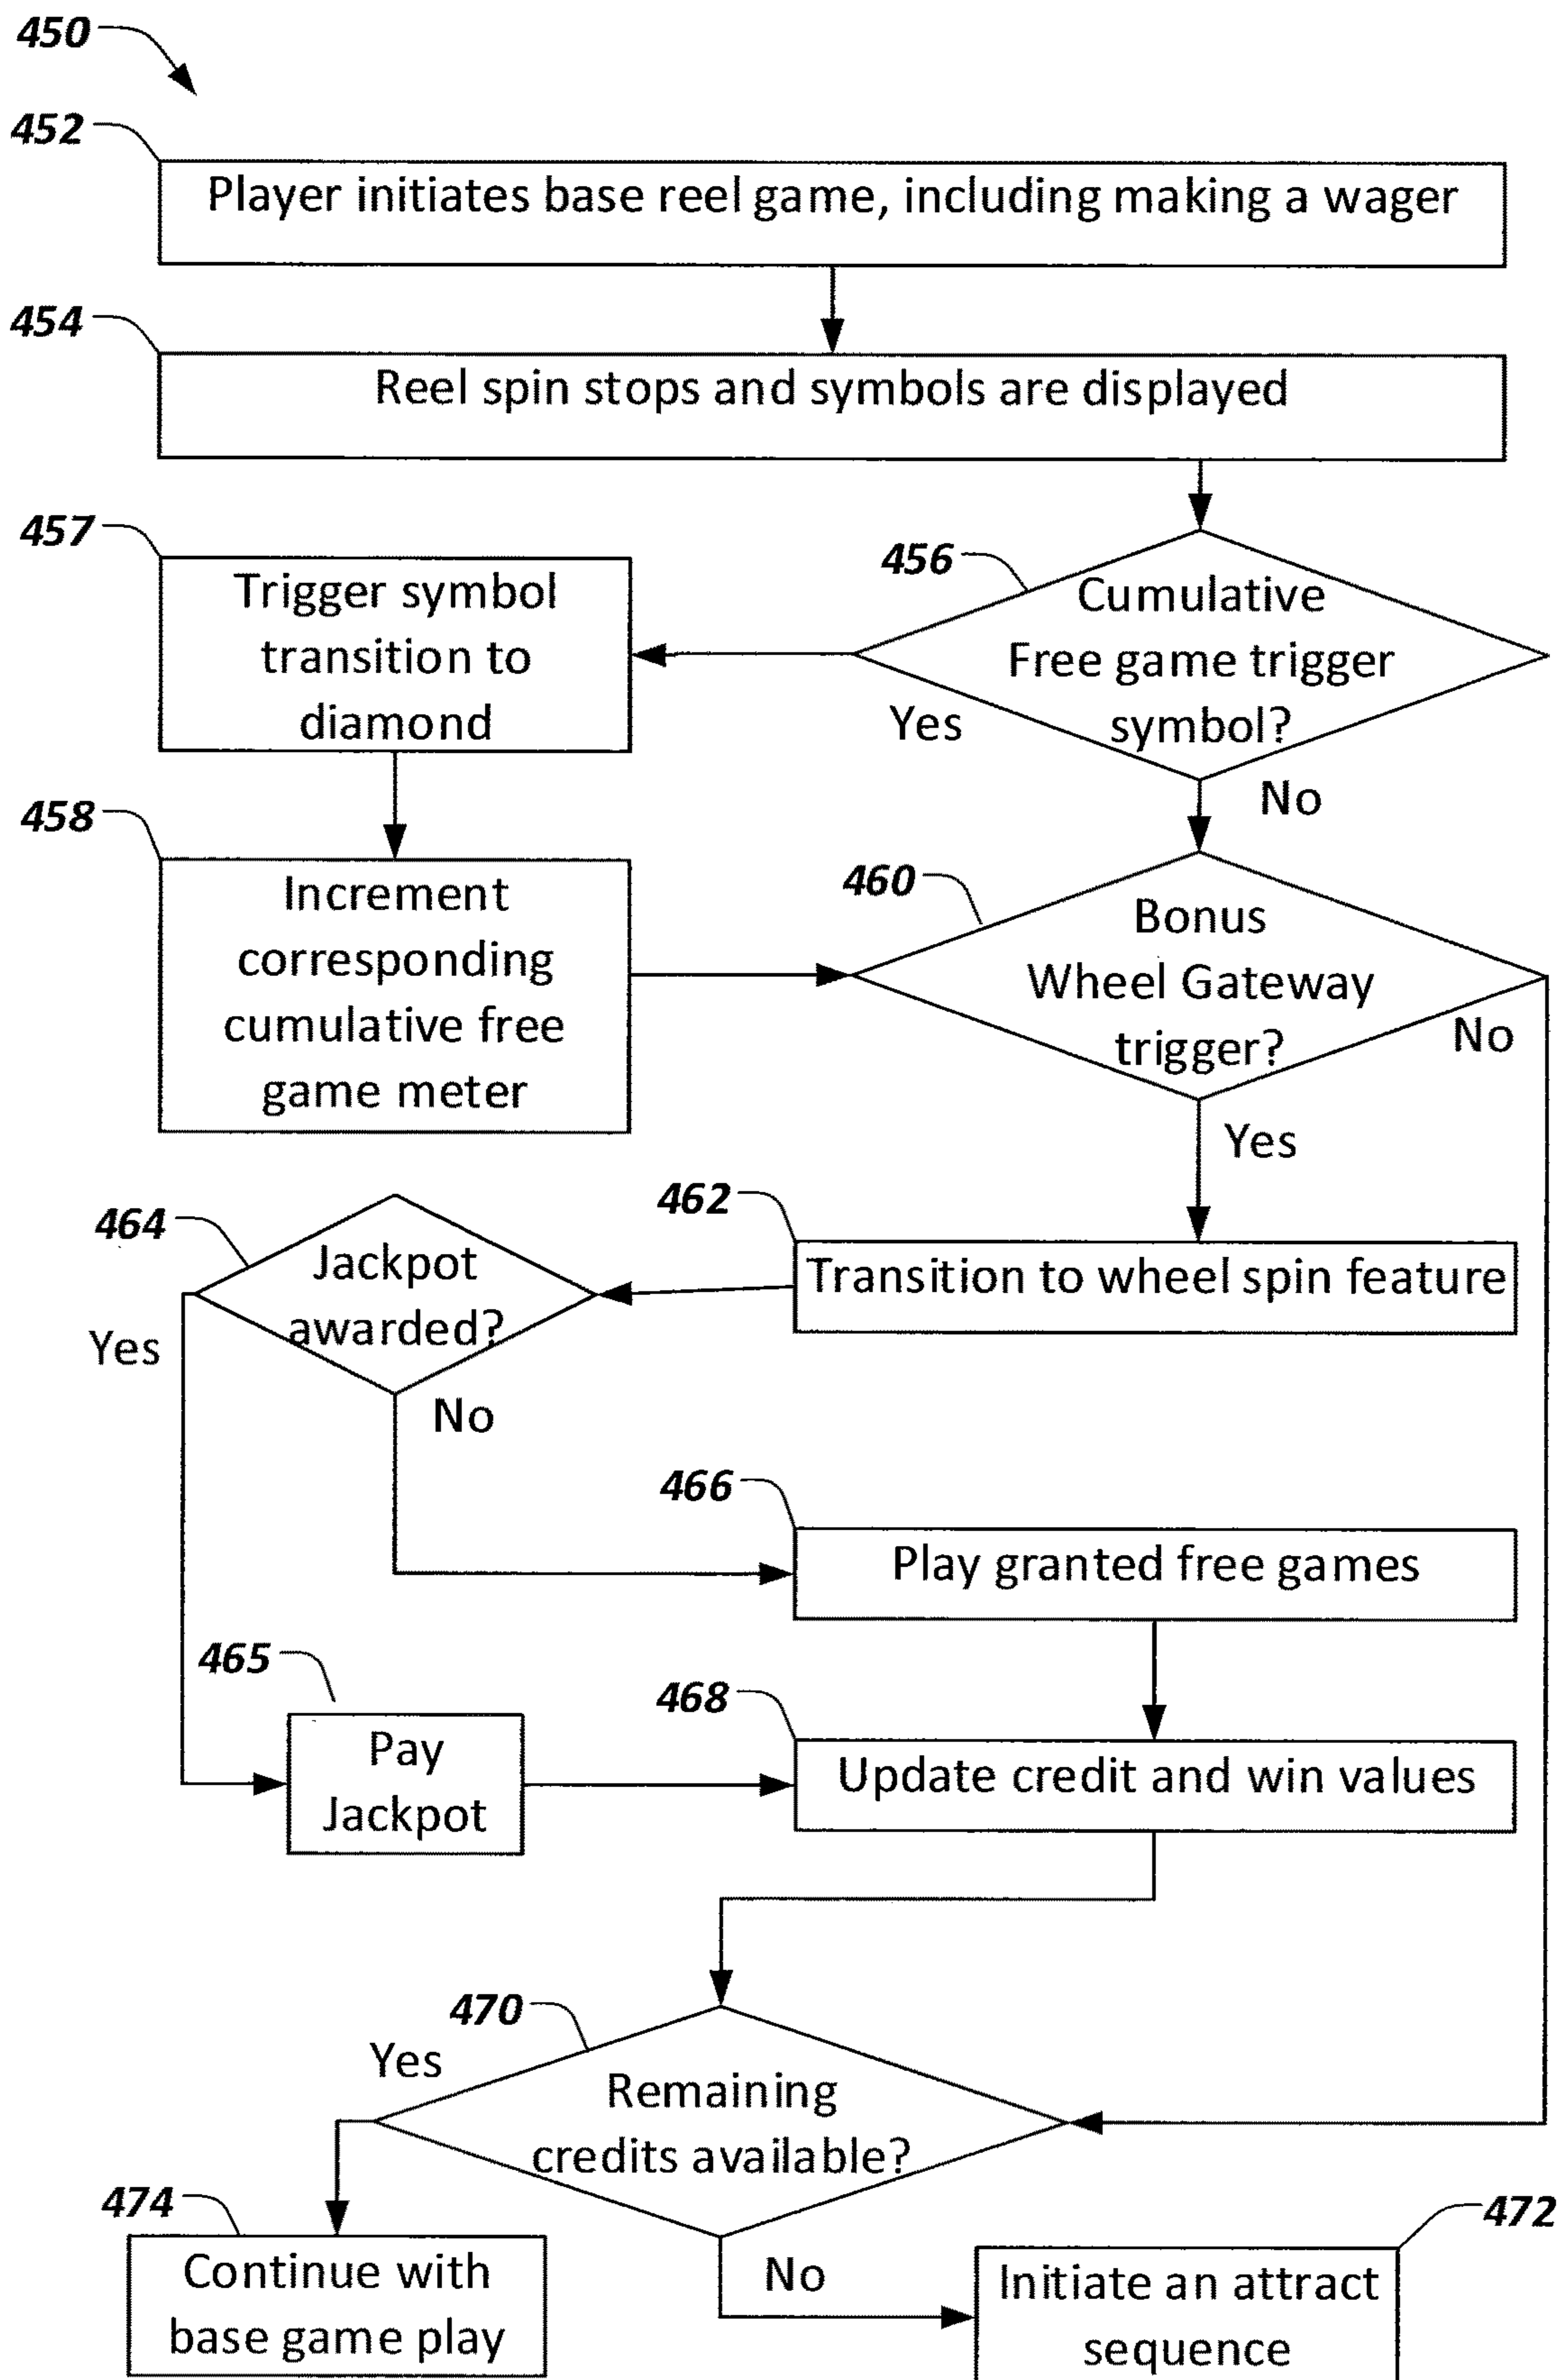 450
452
Player initiates base reel game, including making a wager
454
Reel spin stops and symbols are displayed
457
Trigger symbol
transition to
diamond
456
Cumulative
Free game trigger
symbol?
Yes
No
458
Increment
corresponding
cumulative free
game meter
460
Bonus
Wheel Gateway
trigger?
No
Yes
462
Transition to wheel spin feature
464
Jackpot
awarded?
Yes
No
466
Play granted free games
465
Pay
Jackpot
468
Update credit and win values
470
Remaining
credits available?
Yes
No
474
Continue with
base game play
472
Initiate an attract
sequence